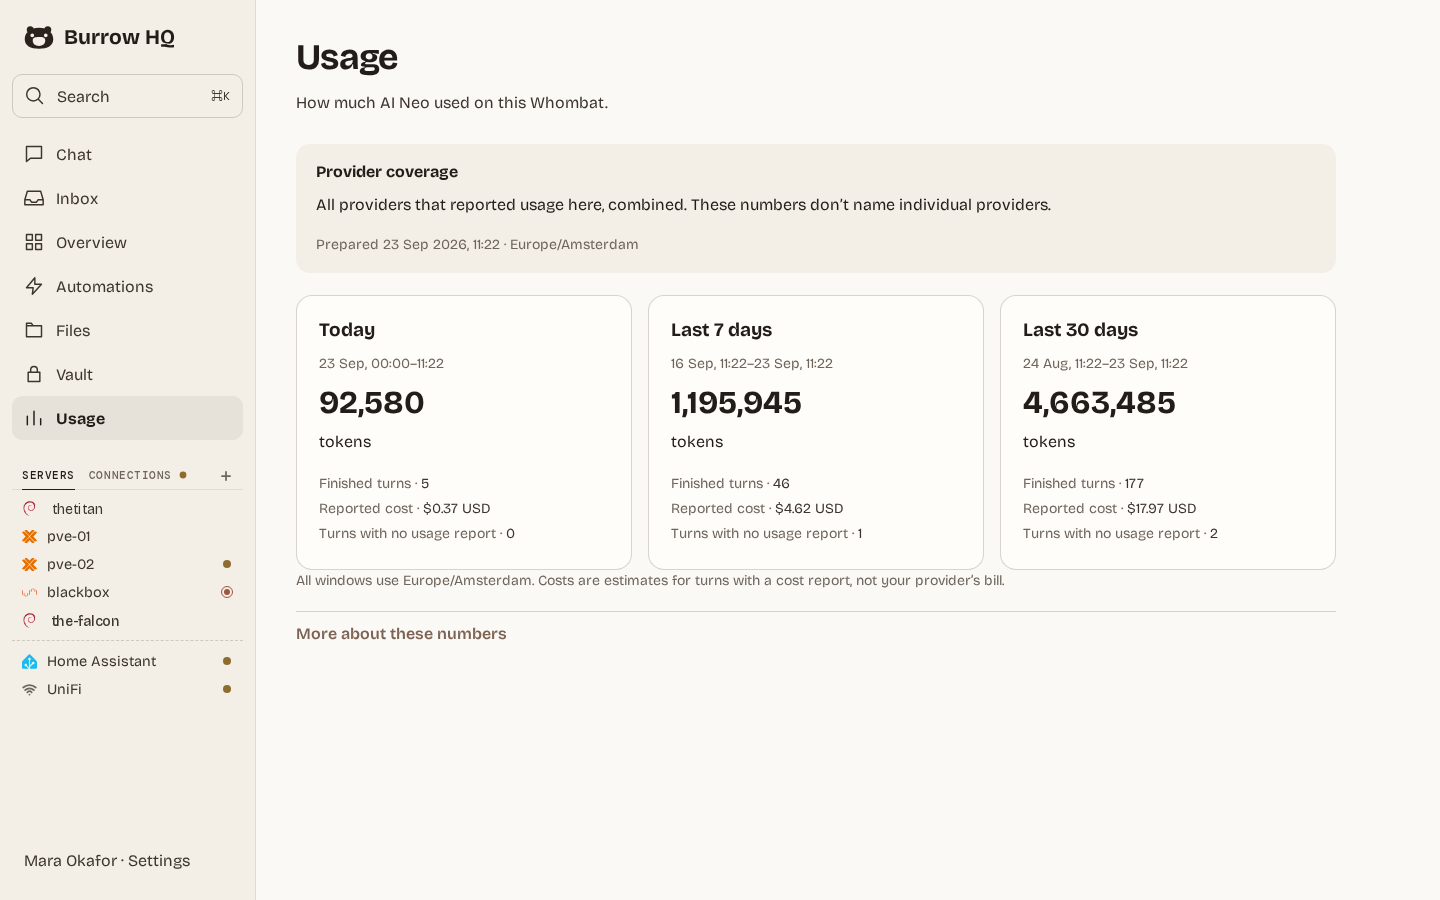 Burrow HQ
Search ⌘K
Chat
Inbox
Overview
Automations
Files
Vault
Usage
SERVERS CONNECTIONS +
thetitan
pve-01
pve-02
blackbox
the-falcon
Home Assistant
UniFi
Mara Okafor · Settings
Usage
How much AI Neo used on this Whombat.
Provider coverage
All providers that reported usage here, combined. These numbers don’t name individual providers.
Prepared 23 Sep 2026, 11:22 · Europe/Amsterdam
Today
23 Sep, 00:00–11:22
92,580
tokens
Finished turns · 5
Reported cost · $0.37 USD
Turns with no usage report · 0
Last 7 days
16 Sep, 11:22–23 Sep, 11:22
1,195,945
tokens
Finished turns · 46
Reported cost · $4.62 USD
Turns with no usage report · 1
Last 30 days
24 Aug, 11:22–23 Sep, 11:22
4,663,485
tokens
Finished turns · 177
Reported cost · $17.97 USD
Turns with no usage report · 2
All windows use Europe/Amsterdam. Costs are estimates for turns with a cost report, not your provider’s bill.
More about these numbers